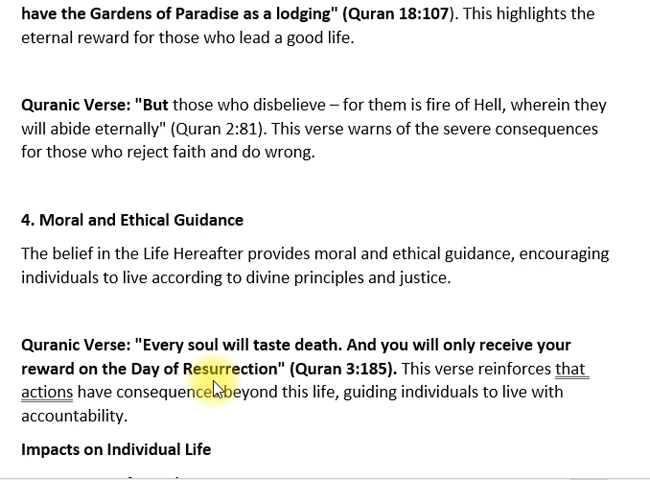 have the Gardens of Paradise as a lodging" (Quran 18:107). This highlights the
eternal reward for those who lead a good life.
Quranic Verse: "But those who disbelieve – for them is fire of Hell, wherein they
will abide eternally" (Quran 2:81). This verse warns of the severe consequences
for those who reject faith and do wrong.
4. Moral and Ethical Guidance
The belief in the Life Hereafter provides moral and ethical guidance, encouraging
individuals to live according to divine principles and justice.
Quranic Verse: "Every soul will taste death. And you will only receive your
reward on the Day of Resurrection" (Quran 3:185). This verse reinforces that
actions have consequences beyond this life, guiding individuals to live with
accountability.
Impacts on Individual Life